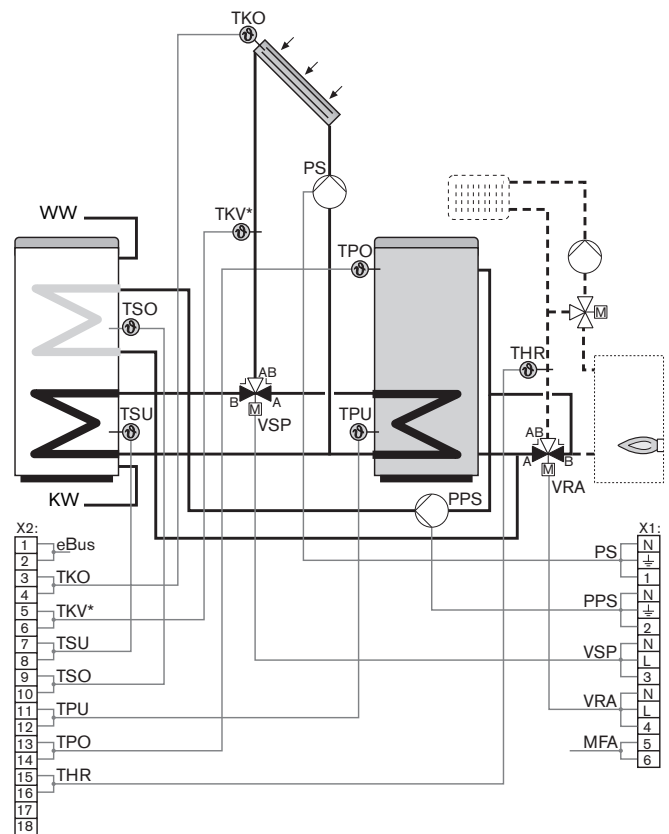 TKO
PS
TKV*
WW
TPO
TSO
M
THR
AB
B
A
M
VSP
TSU
TPU
AB
A
B
M
VRA
KW
PPS
X2:
1
eBus
2
3
TKO
4
5
TKV*
6
7
TSU
8
9
TSO
10
11
TPU
12
13
TPO
14
15
THR
16
17
18
X1:
PS
N
1
PPS
N
2
VSP
N
L
3
VRA
N
L
4
MFA
5
6